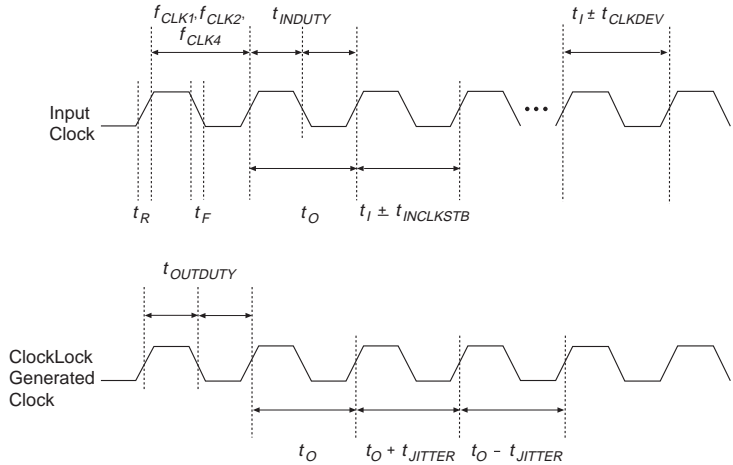 f_CLK1, f_CLK2,
f_CLK4
t_INDUTY
t_I ± t_CLKDEV
Input
Clock
t_R
t_F
t_O
t_I ± t_INCLKSTB
t_OUTDUTY
ClockLock
Generated
Clock
t_O
t_O + t_JITTER
t_O – t_JITTER